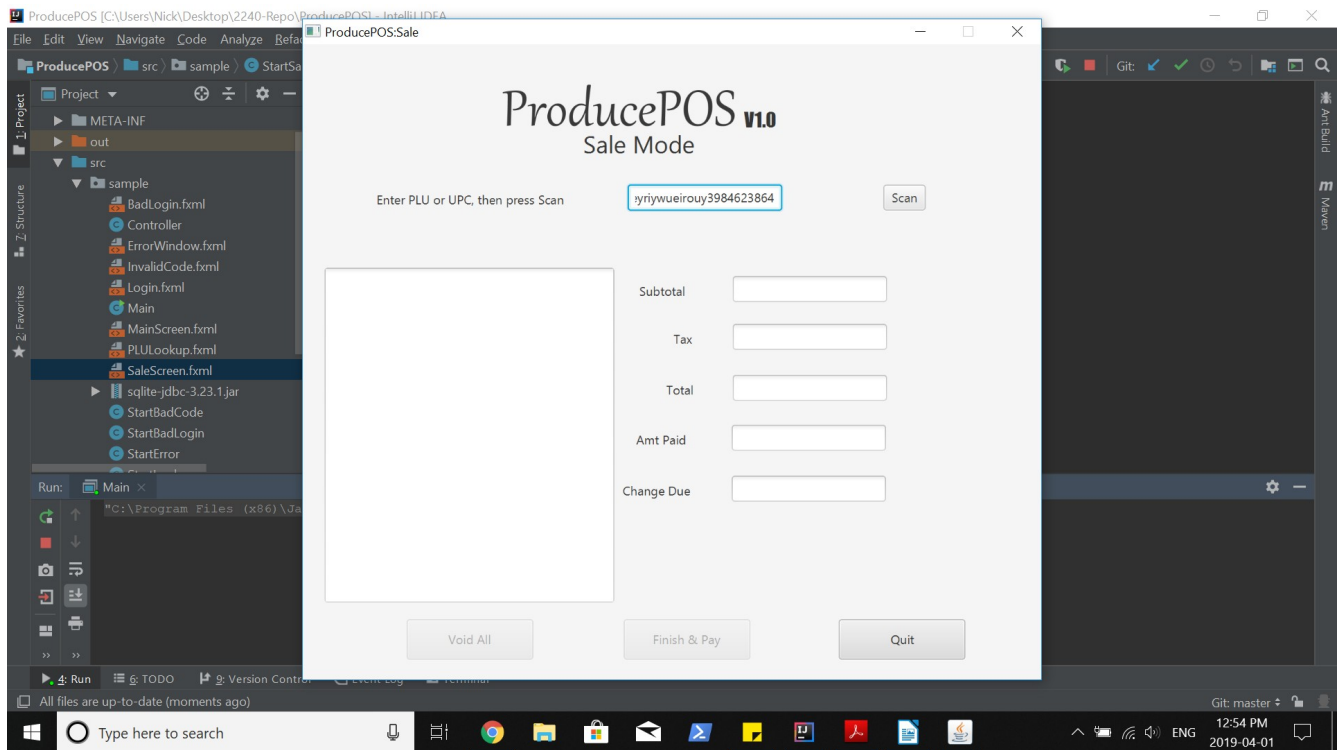 ProducePOS [C:\Users\Nick\Desktop\2240-Repo\ProducePOS] - IntelliJ IDEA
ProducePOS:Sale
File Edit View Navigate Code Analyze Refac
ProducePOS src sample StartSa
Git:
Project
META-INF
out
src
sample
BadLogin.fxml
Controller
ErrorWindow.fxml
InvalidCode.fxml
Login.fxml
Main
MainScreen.fxml
PLULookup.fxml
SaleScreen.fxml
sqlite-jdbc-3.23.1.jar
StartBadCode
StartBadLogin
StartError
1: Project
Z: Structure
2: Favorites
Ant Build
m Maven
ProducePOS V1.0
Sale Mode
Enter PLU or UPC, then press Scan
eyriywueirouy3984623864
Scan
Subtotal
Tax
Total
Amt Paid
Change Due
Void All
Finish & Pay
Quit
Run: Main
"C:\Program Files (x86)\Ja
4: Run 6: TODO 9: Version Control Event Log Terminal
All files are up-to-date (moments ago)
Git: master
Type here to search
ENG
12:54 PM
2019-04-01